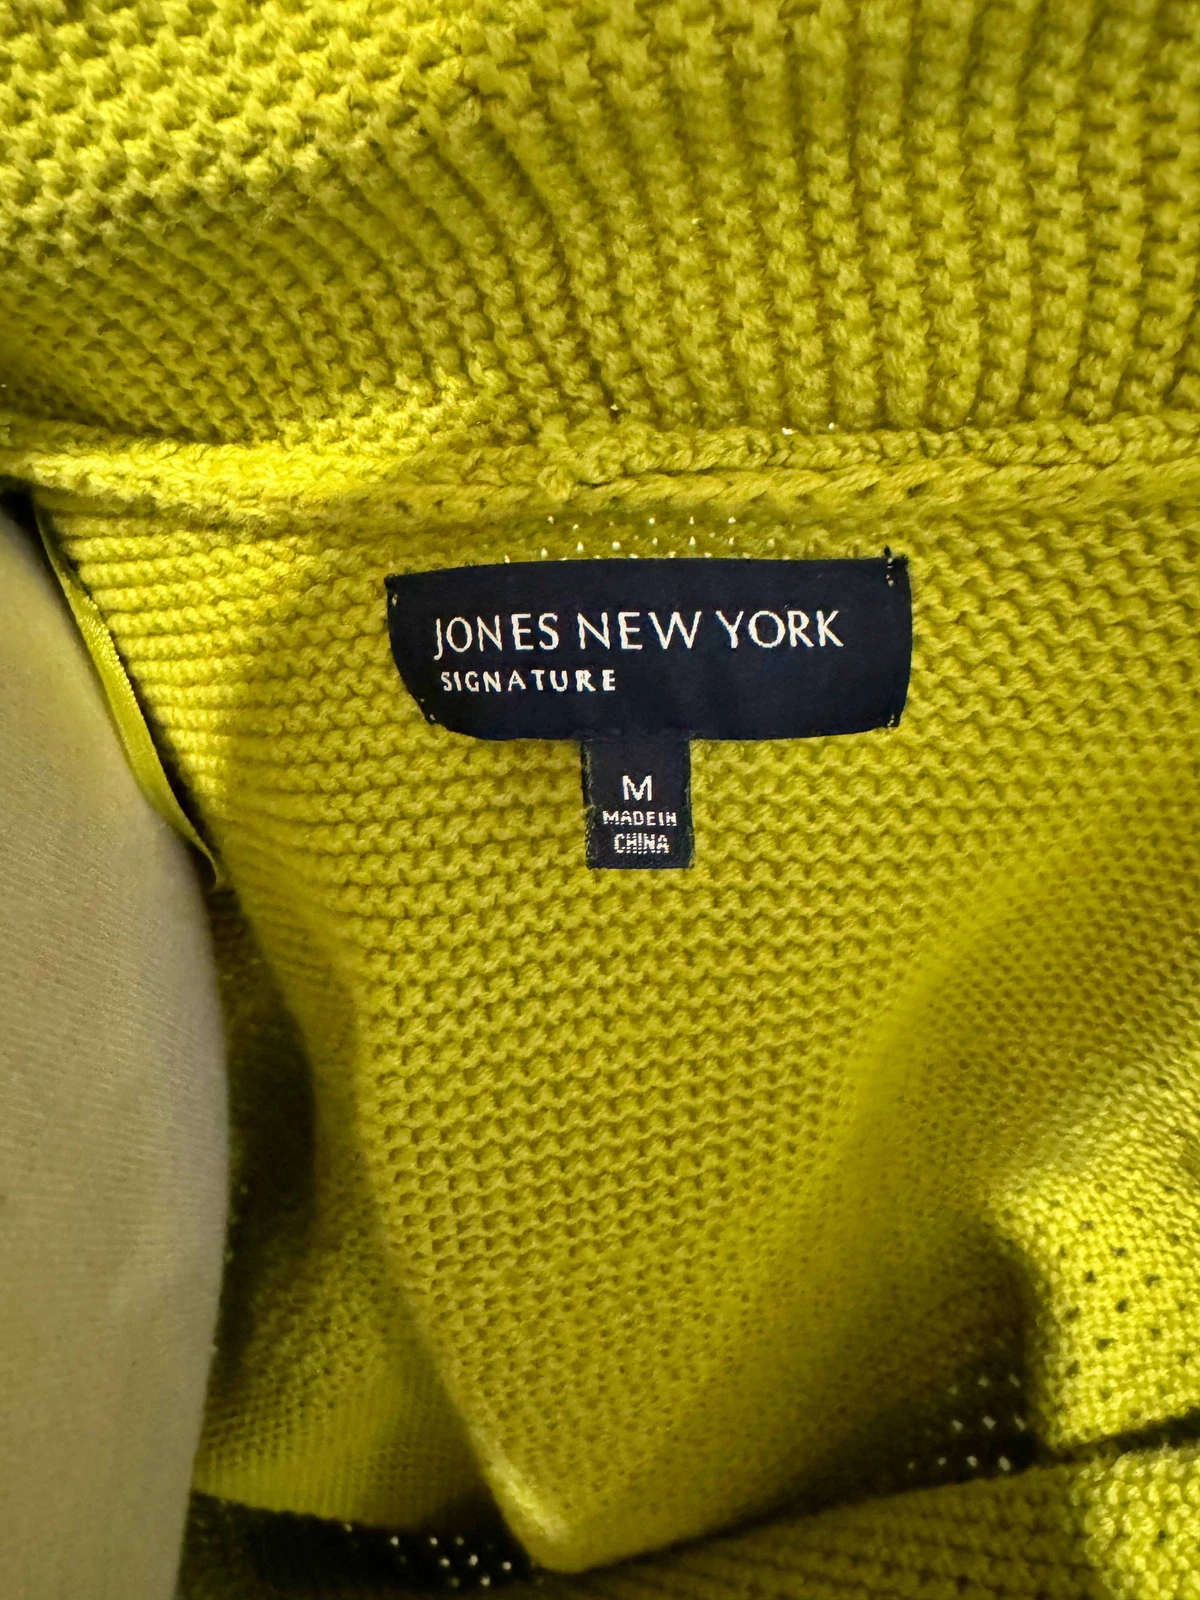 JONES NEW YORK
SIGNATURE
M
MADE IN
CHINA